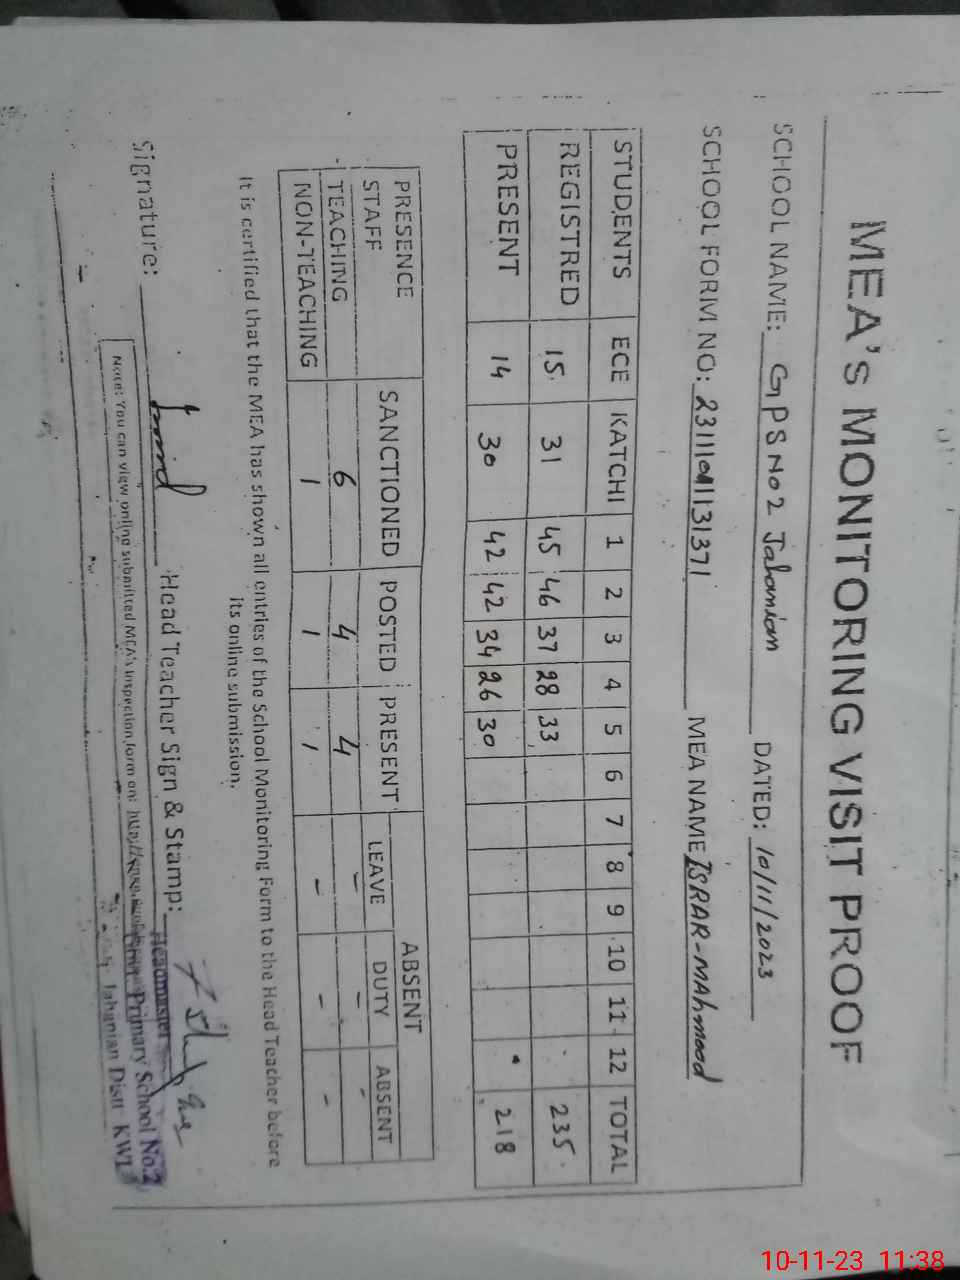 MEA'S MONITORING VISIT PROOF
SCHOOL NAME: GPS No 2 Jahanian DATED: 10/11/2023
SCHOOL FORM NO: MEA NAME ISRAR-MAhmood
STUDENTS ECE KATCHI 1 2 3 4 5 6 7 8 9 10 11 12 TOTAL
REGISTRED 15 31 45 46 37 28 33 235
PRESENT 14 30 42 42 34 26 30 218
PRESENCE SANCTIONED POSTED PRESENT ABSENT
STAFF LEAVE DUTY ABSENT
TEACHING 6 4 4 - - -
NON-TEACHING 1 1 1 - - -
It is certified that the MEA has shown all entries of the School Monitoring Form to the Head Teacher before
its online submission.
Signature: Head Teacher Sign & Stamp:
Headmaster
Note: You can view online submitted MEA's inspection form on:
Primary School No.2
Jahanian Distt KWL
10-11-23 11:38